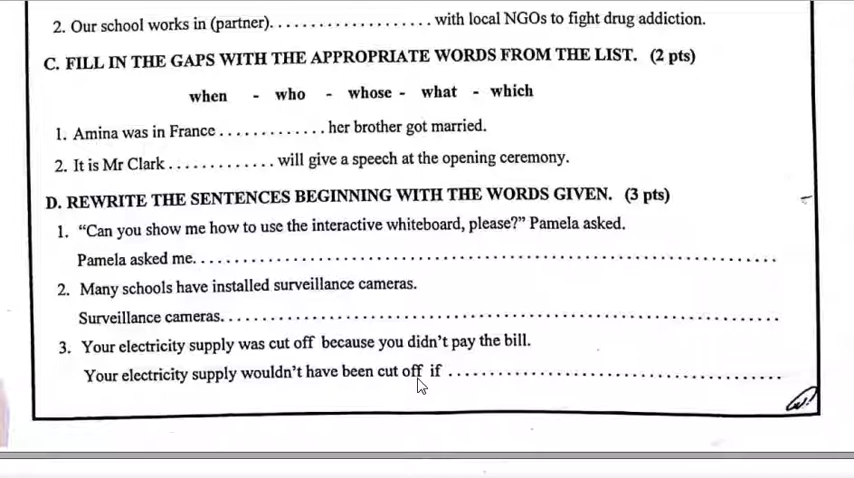 2. Our school works in (partner).................... with local NGOs to fight drug addiction.
C. FILL IN THE GAPS WITH THE APPROPRIATE WORDS FROM THE LIST. (2 pts)
when - who - whose - what - which
1. Amina was in France ............. her brother got married.
2. It is Mr Clark ............. will give a speech at the opening ceremony.
D. REWRITE THE SENTENCES BEGINNING WITH THE WORDS GIVEN. (3 pts)
1. “Can you show me how to use the interactive whiteboard, please?” Pamela asked.
Pamela asked me..........................................................................
2. Many schools have installed surveillance cameras.
Surveillance cameras......................................................................
3. Your electricity supply was cut off because you didn’t pay the bill.
Your electricity supply wouldn’t have been cut off if ..........................................